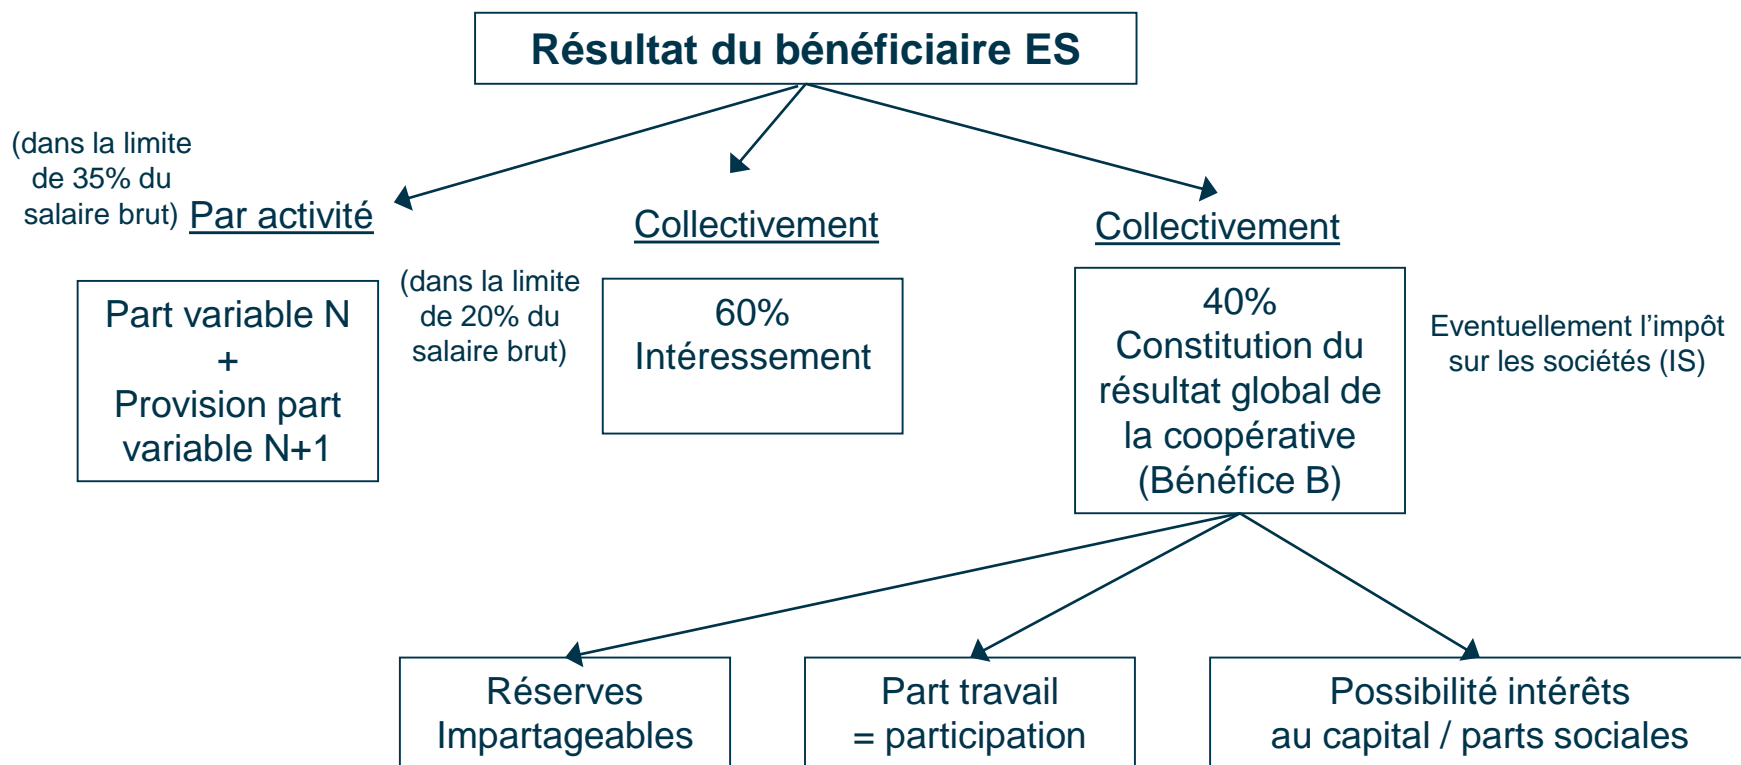 Résultat du bénéficiaire ES
(dans la limite
de 35% du
salaire brut)
Par activité
Collectivement
Collectivement
Part variable N
+
Provision part
variable N+1
(dans la limite
de 20% du
salaire brut)
60%
Intéressement
40%
Constitution du
résultat global de
la coopérative
(Bénéfice B)
Eventuellement l’impôt
sur les sociétés (IS)
Réserves
Impartageables
Part travail
= participation
Possibilité intérêts
au capital / parts sociales